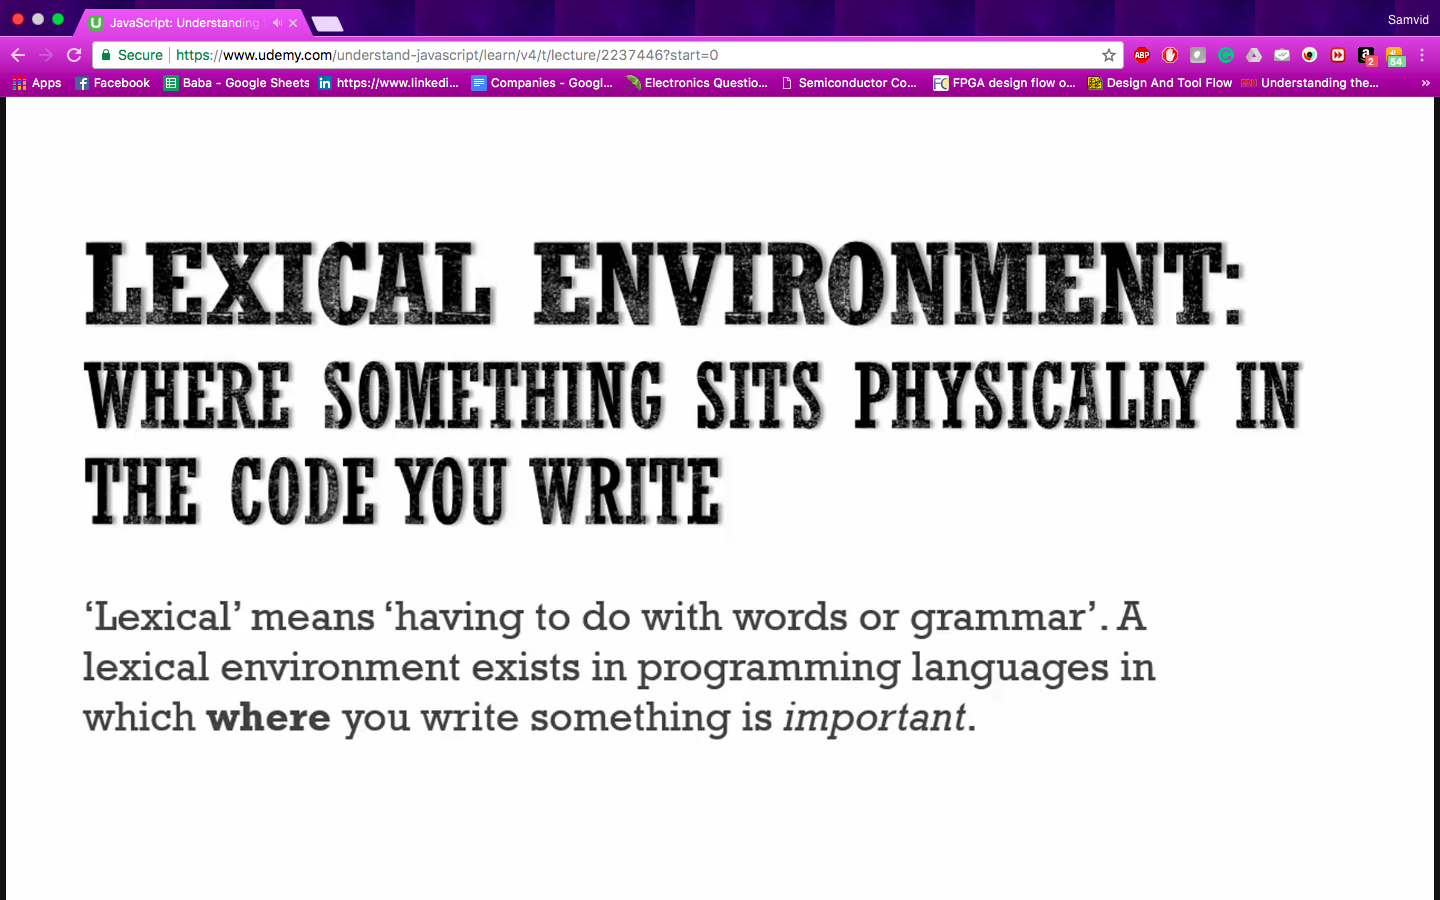 Samvid
JavaScript: Understanding
Secure https://www.udemy.com/understand-javascript/learn/v4/t/lecture/2237446?start=0
ABP 2 54
Apps Facebook Baba - Google Sheets https://www.linkedi... Companies - Googl... Electronics Questio... Semiconductor Co... FPGA design flow o... Design And Tool Flow Understanding the... »
LEXICAL ENVIRONMENT:
WHERE SOMETHING SITS PHYSICALLY IN
THE CODE YOU WRITE
‘Lexical’ means ‘having to do with words or grammar’. A
lexical environment exists in programming languages in
which where you write something is important.